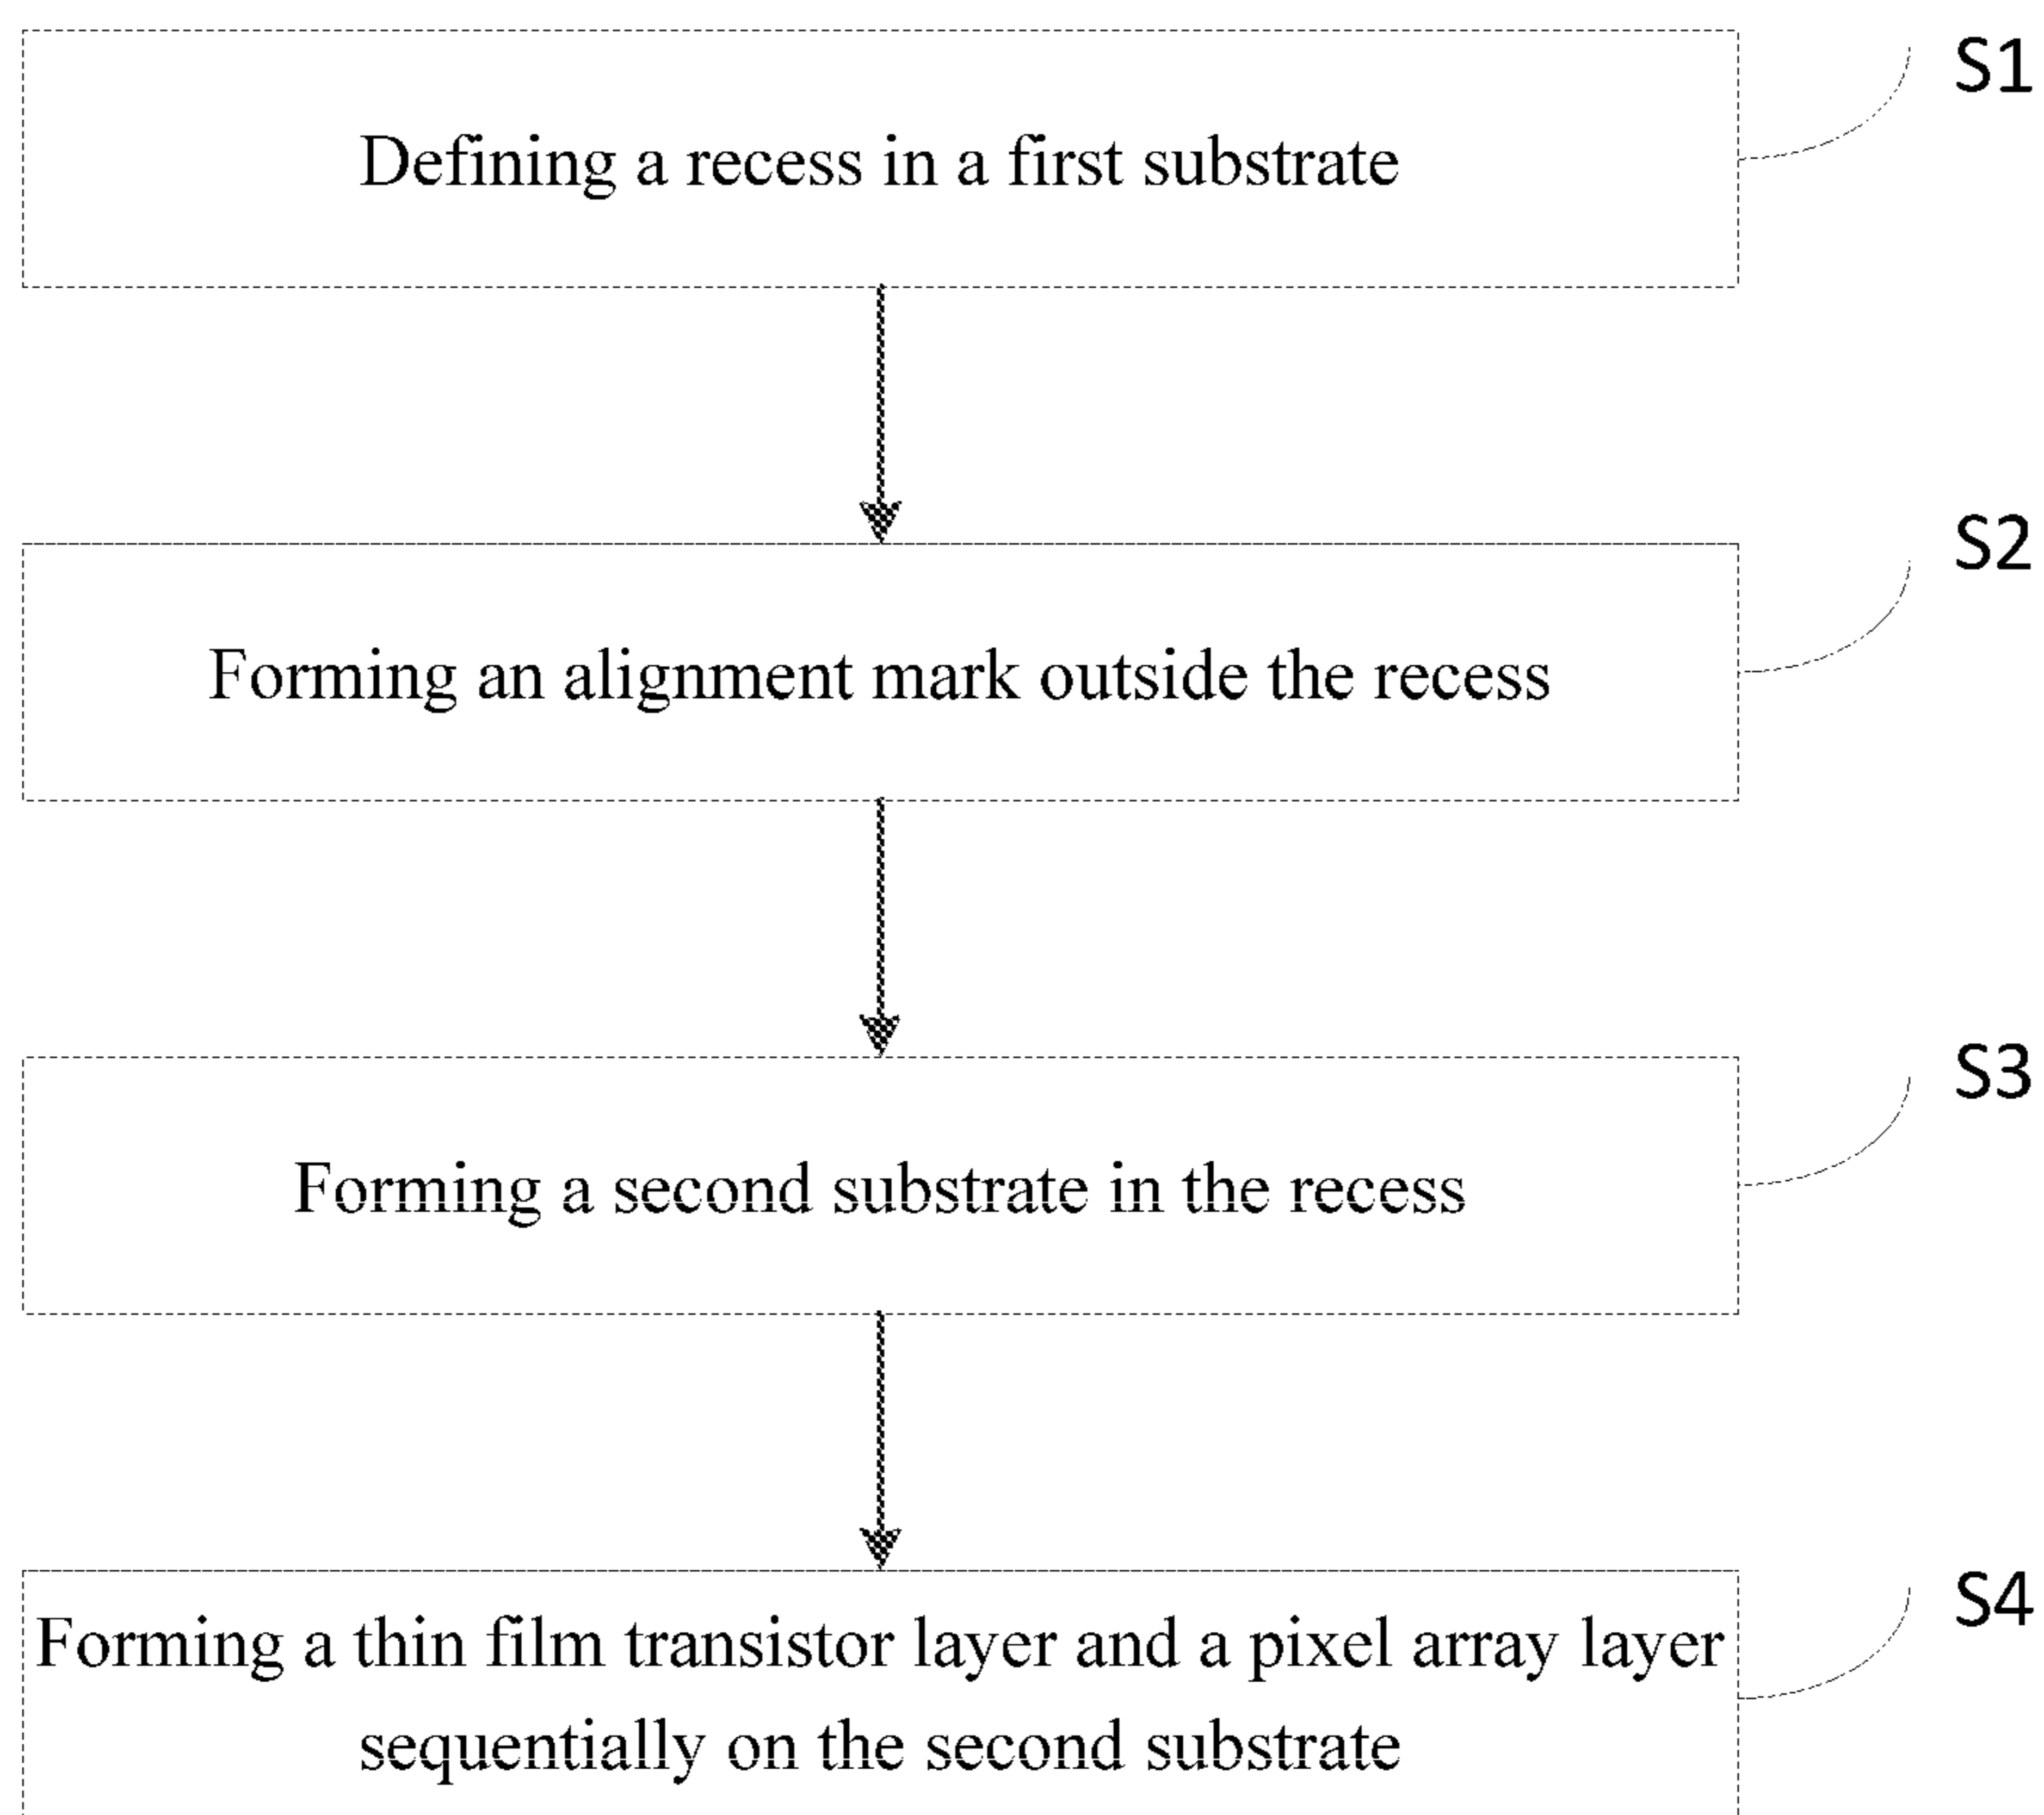 S1
Defining a recess in a first substrate
S2
Forming an alignment mark outside the recess
S3
Forming a second substrate in the recess
S4
Forming a thin film transistor layer and a pixel array layer
sequentially on the second substrate